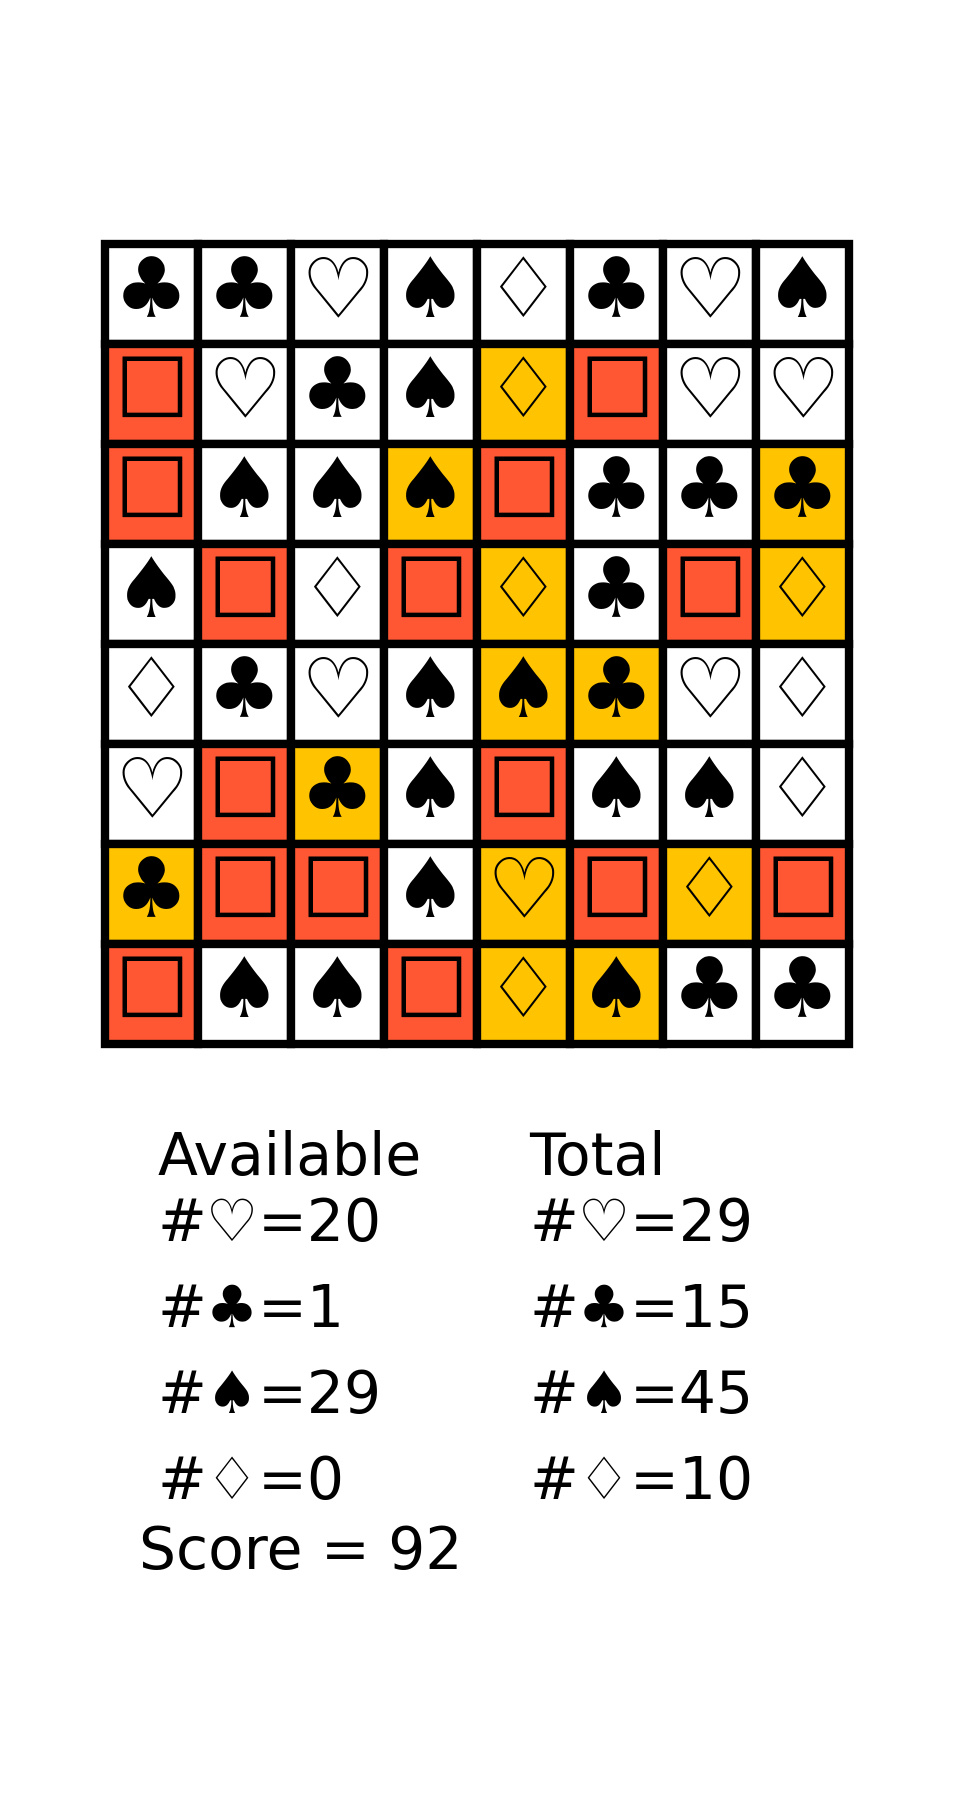 ♣ ♣ ♡ ♠ ♢ ♣ ♡ ♠
□ ♡ ♣ ♠ ♢ □ ♡ ♡
□ ♠ ♠ ♠ □ ♣ ♣ ♣
♠ □ ♢ □ ♢ ♣ □ ♢
♢ ♣ ♡ ♠ ♠ ♣ ♡ ♢
♡ □ ♣ ♠ □ ♠ ♠ ♢
♣ □ □ ♠ ♡ □ ♢ □
□ ♠ ♠ □ ♢ ♠ ♣ ♣
Available Total
#♡=20 #♡=29
#♣=1 #♣=15
#♠=29 #♠=45
#♢=0 #♢=10
Score = 92